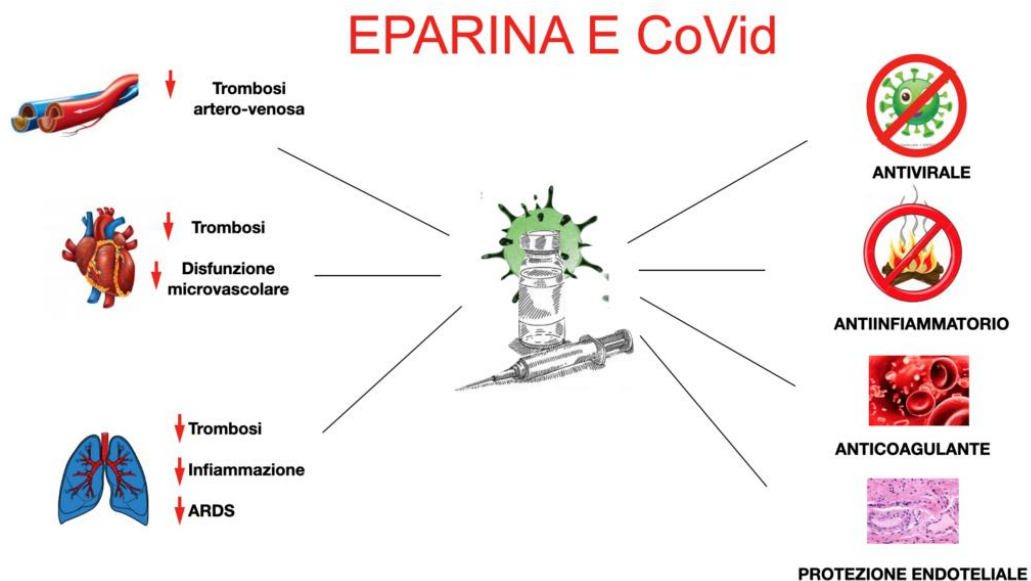 EPARINA E CoVid
Trombosi
artero-venosa
Trombosi
Disfunzione
microvascolare
Trombosi
Infiammazione
ARDS
ANTIVIRALE
ANTIINFIAMMATORIO
ANTICOAGULANTE
PROTEZIONE ENDOTELIALE